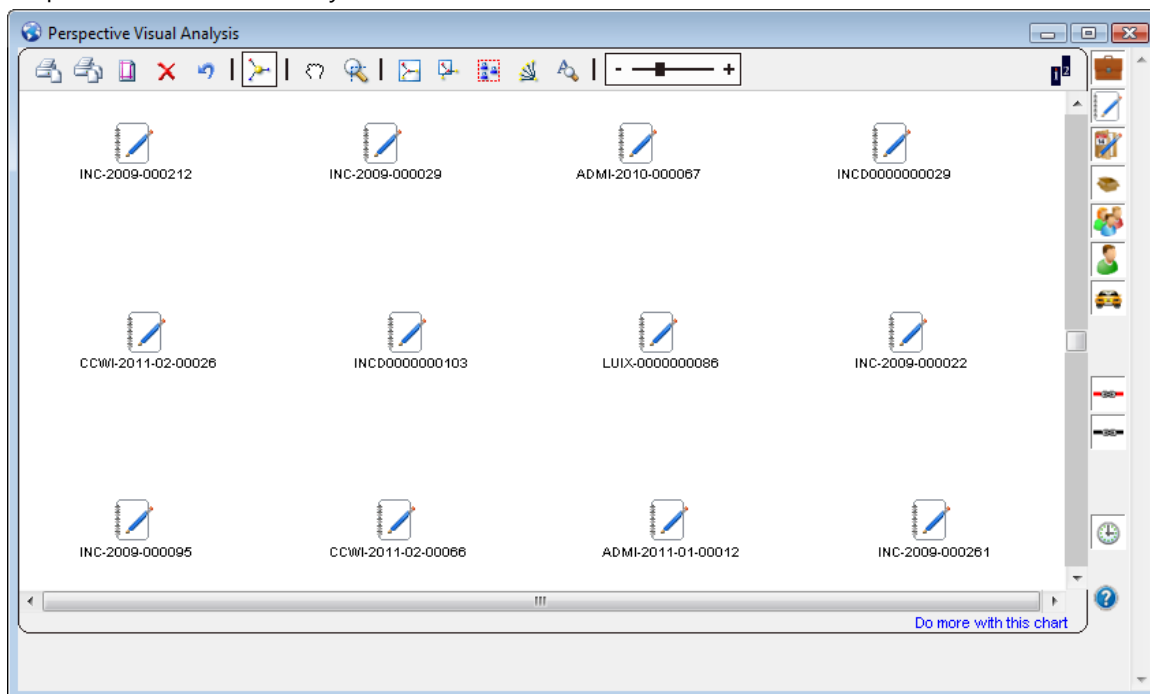 Perspective Visual Analysis
- +
1 2
INC-2009-000212 INC-2009-000029 ADMI-2010-000067 INCD0000000029
CCWI-2011-02-00026 INCD0000000103 LUIX-0000000086 INC-2009-000022
INC-2009-000095 CCWI-2011-02-00066 ADMI-2011-01-00012 INC-2009-000261
Do more with this chart